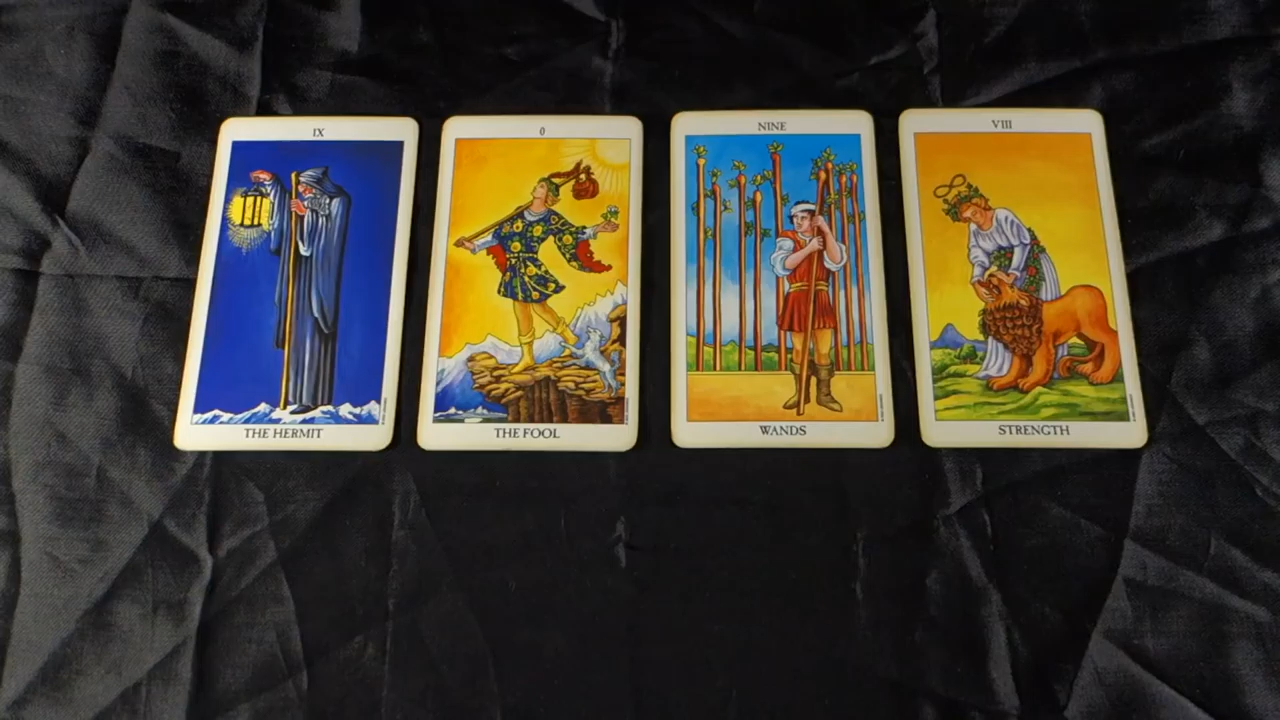 IX
THE HERMIT
0
THE FOOL
NINE
WANDS
VIII
STRENGTH